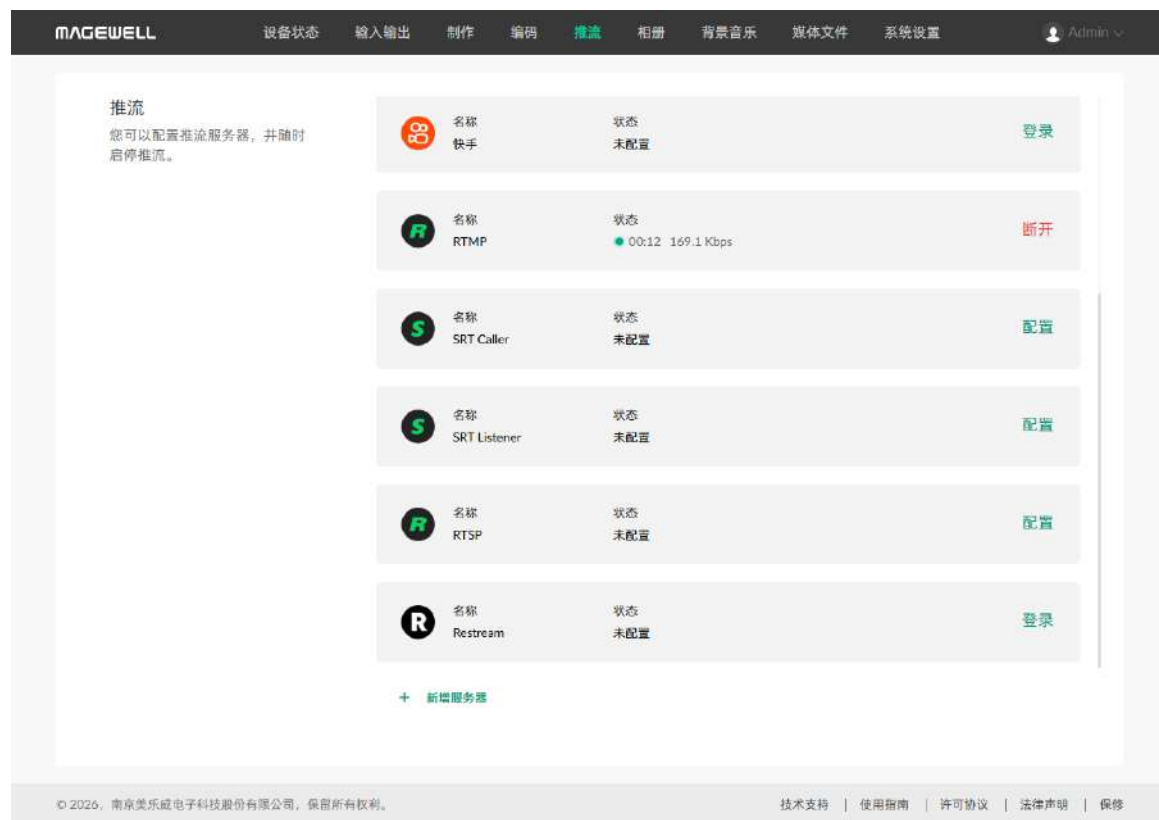 MAGEWELL 设备状态 输入输出 制作 编码 推流 相册 背景音乐 媒体文件 系统设置 Admin
推流
您可以配置推流服务器，并随时
启停推流。
名称 状态
快手 未配置 登录
名称 状态
RTMP 00:12 169.1 Kbps 断开
名称 状态
SRT Caller 未配置 配置
名称 状态
SRT Listener 未配置 配置
名称 状态
RTSP 未配置 配置
名称 状态
Restream 未配置 登录
+ 新增服务器
© 2026，南京美乐威电子科技股份有限公司，保留所有权利。 技术支持 | 使用指南 | 许可协议 | 法律声明 | 保修